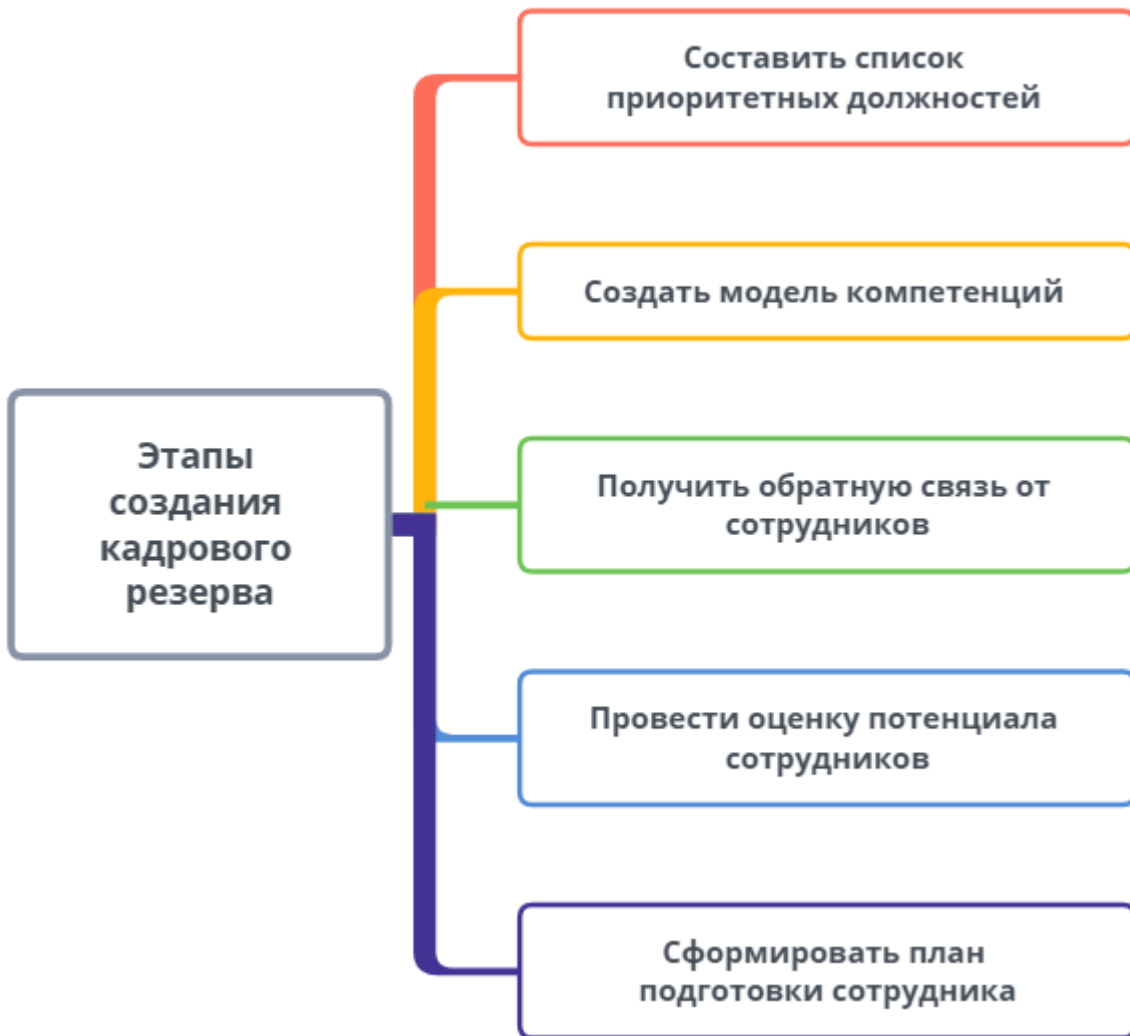 Составить список
приоритетных должностей
Создать модель компетенций
Этапы
создания
кадрового
резерва
Получить обратную связь от
сотрудников
Провести оценку потенциала
сотрудников
Сформировать план
подготовки сотрудника